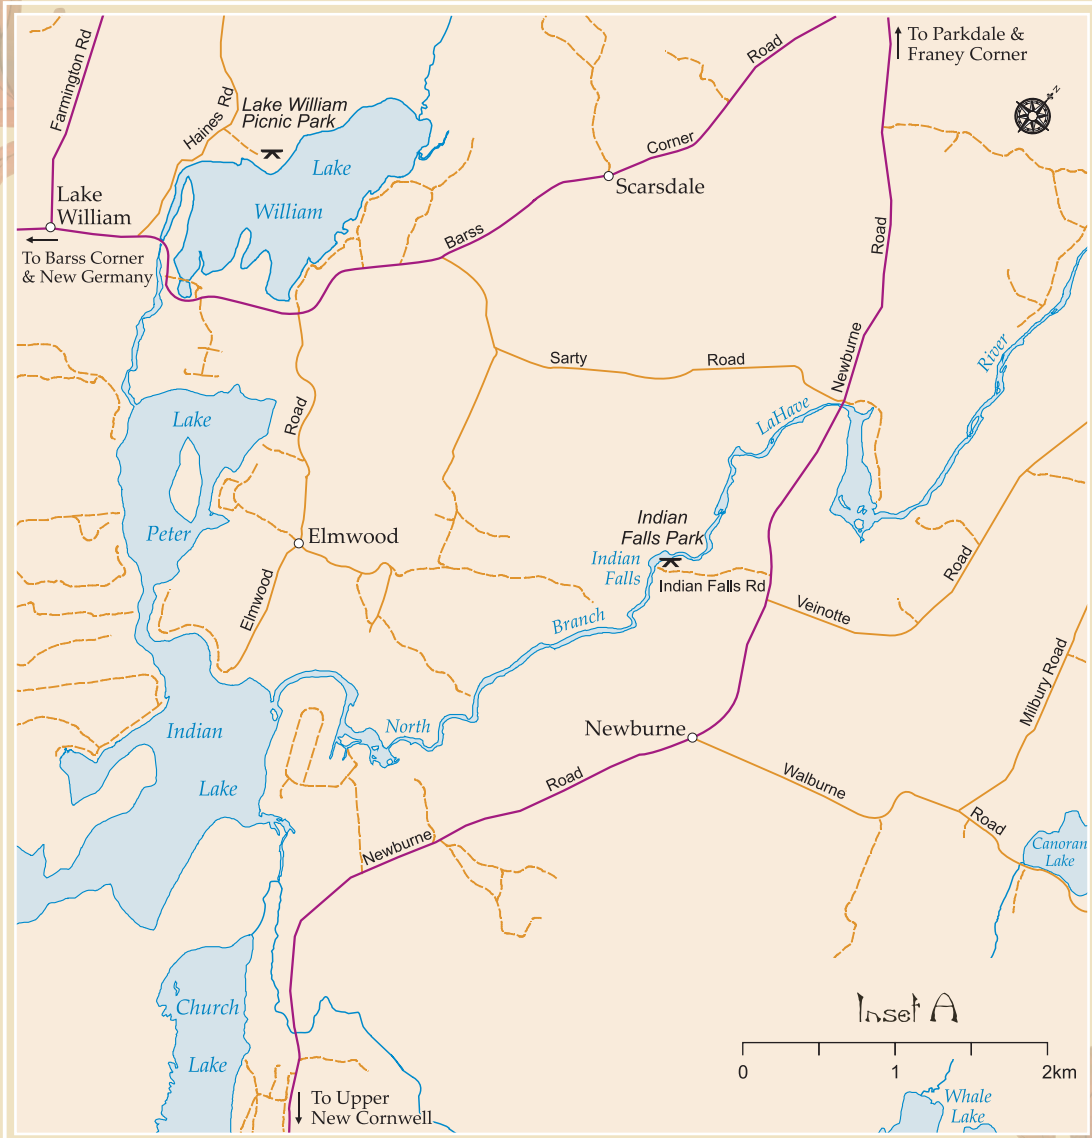 Farmington Rd
Haines Rd
Lake William
Picnic Park
Lake
William
Lake
William
To Barss Corner
& New Germany
Barss
Corner
Road
Scarsdale
To Parkdale &
Franey Corner
N
Road
Newburne
River
Sarty
Road
LaHave
Lake
Peter
Road
Elmwood
Elmwood
Indian
Falls Park
Indian
Falls
Indian Falls Rd
Branch
Veinotte
Road
Milbury Road
North
Newburne
Indian
Lake
Road
Newburne
Walburne
Road
Canoran
Lake
Church
Lake
To Upper
New Cornwell
Inset A
0
1
2km
Whale
Lake